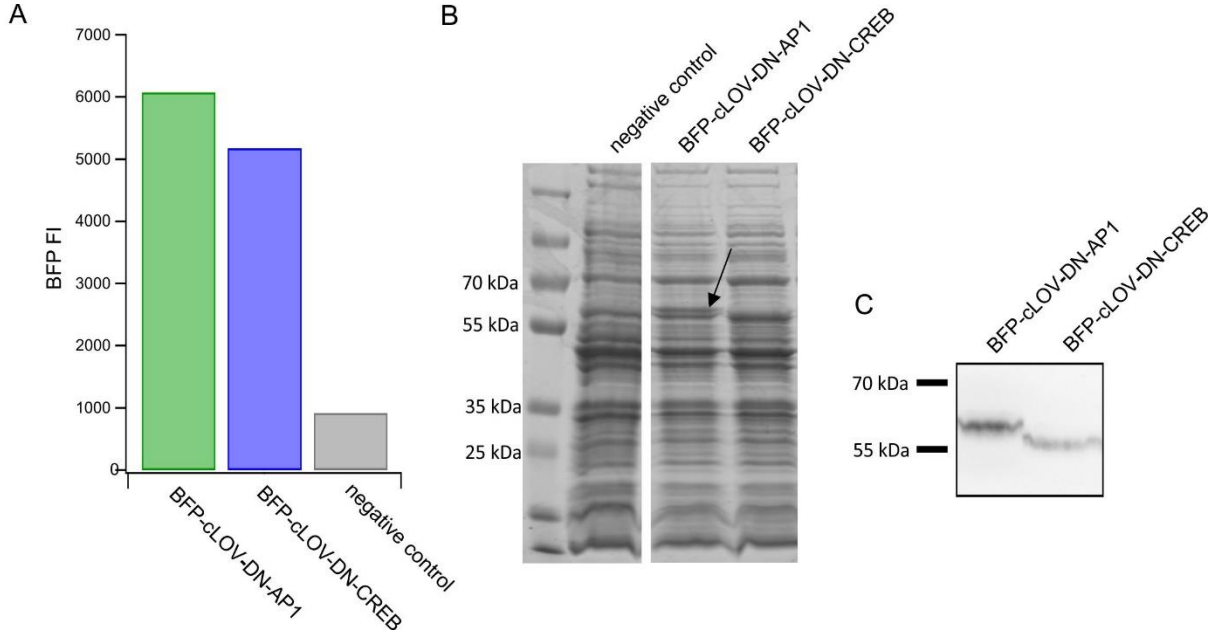 A
7000
6000
5000
4000
3000
2000
1000
0
BFP FI
BFP-cLOV-DN-AP1
BFP-cLOV-DN-CREB
negative control
B
negative control
BFP-cLOV-DN-AP1
BFP-cLOV-DN-CREB
70 kDa
55 kDa
35 kDa
25 kDa
C
BFP-cLOV-DN-AP1
BFP-cLOV-DN-CREB
70 kDa
55 kDa